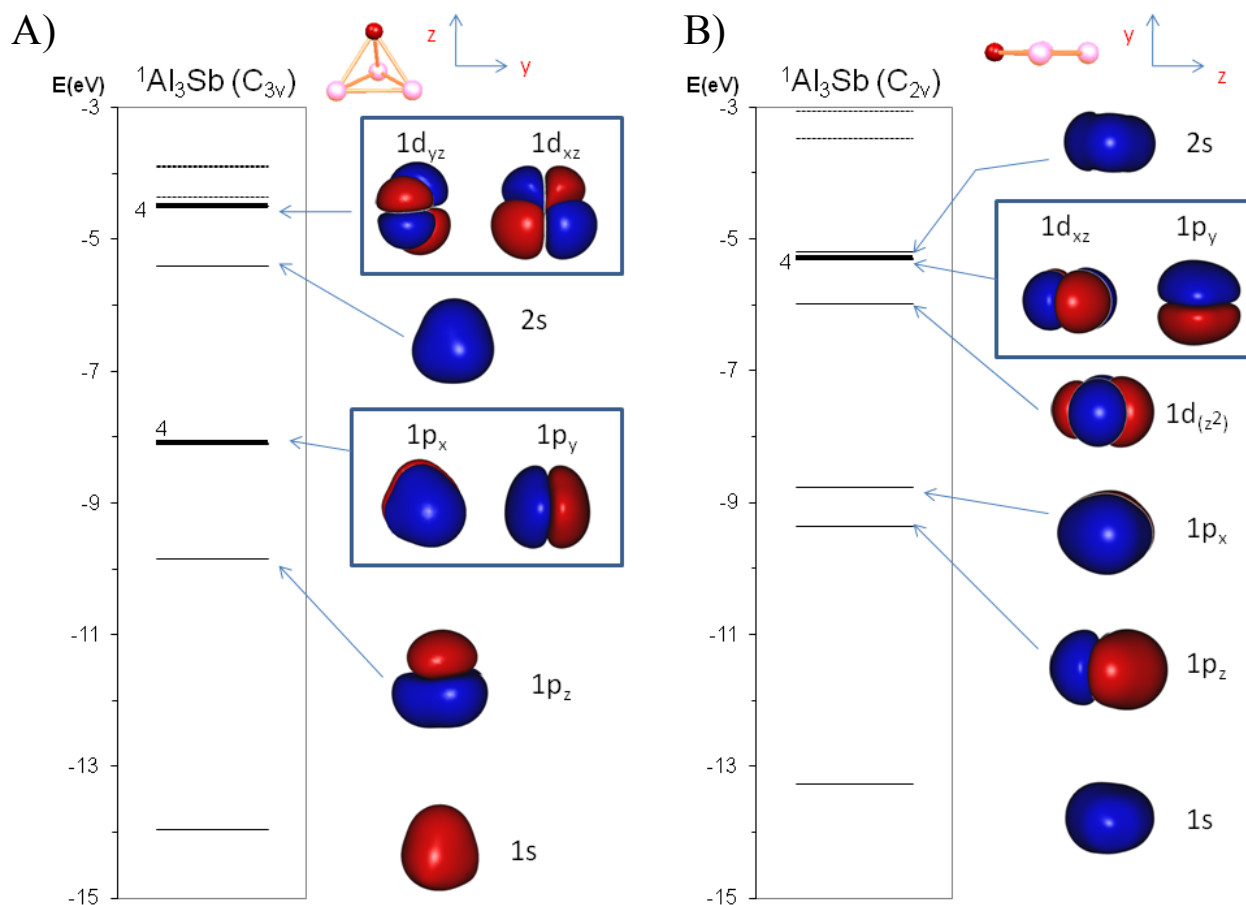 A)
z
y
E(eV)
¹Al₃Sb (C₃ᵥ)
-3
-5
-7
-9
-11
-13
-15
4
4
1d_yz 1d_xz
2s
1p_x 1p_y
1p_z
1s
B)
y
z
E(eV)
¹Al₃Sb (C₂ᵥ)
-3
-5
-7
-9
-11
-13
-15
4
2s
1d_xz 1p_y
1d_(z²)
1p_x
1p_z
1s